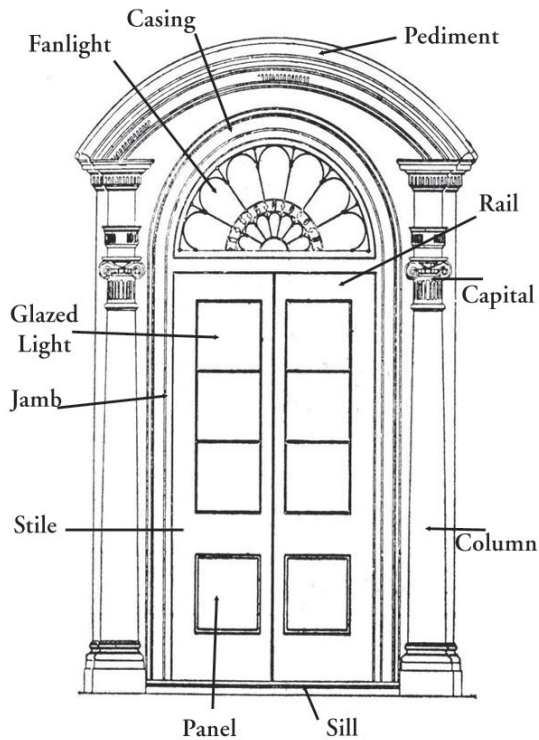 Casing
Pediment
Fanlight
Rail
Capital
Glazed
Light
Jamb
Stile
Column
Panel
Sill